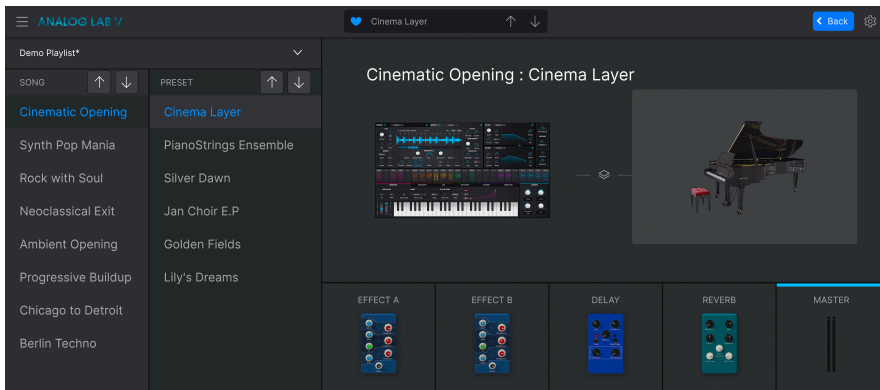 ANALOG LAB V
Cinema Layer
Back
Demo Playlist*
SONG
PRESET
Cinematic Opening
Synth Pop Mania
Rock with Soul
Neoclassical Exit
Ambient Opening
Progressive Buildup
Chicago to Detroit
Berlin Techno
Cinema Layer
PianoStrings Ensemble
Silver Dawn
Jan Choir E.P
Golden Fields
Lily's Dreams
Cinematic Opening : Cinema Layer
EFFECT A
EFFECT B
DELAY
REVERB
MASTER